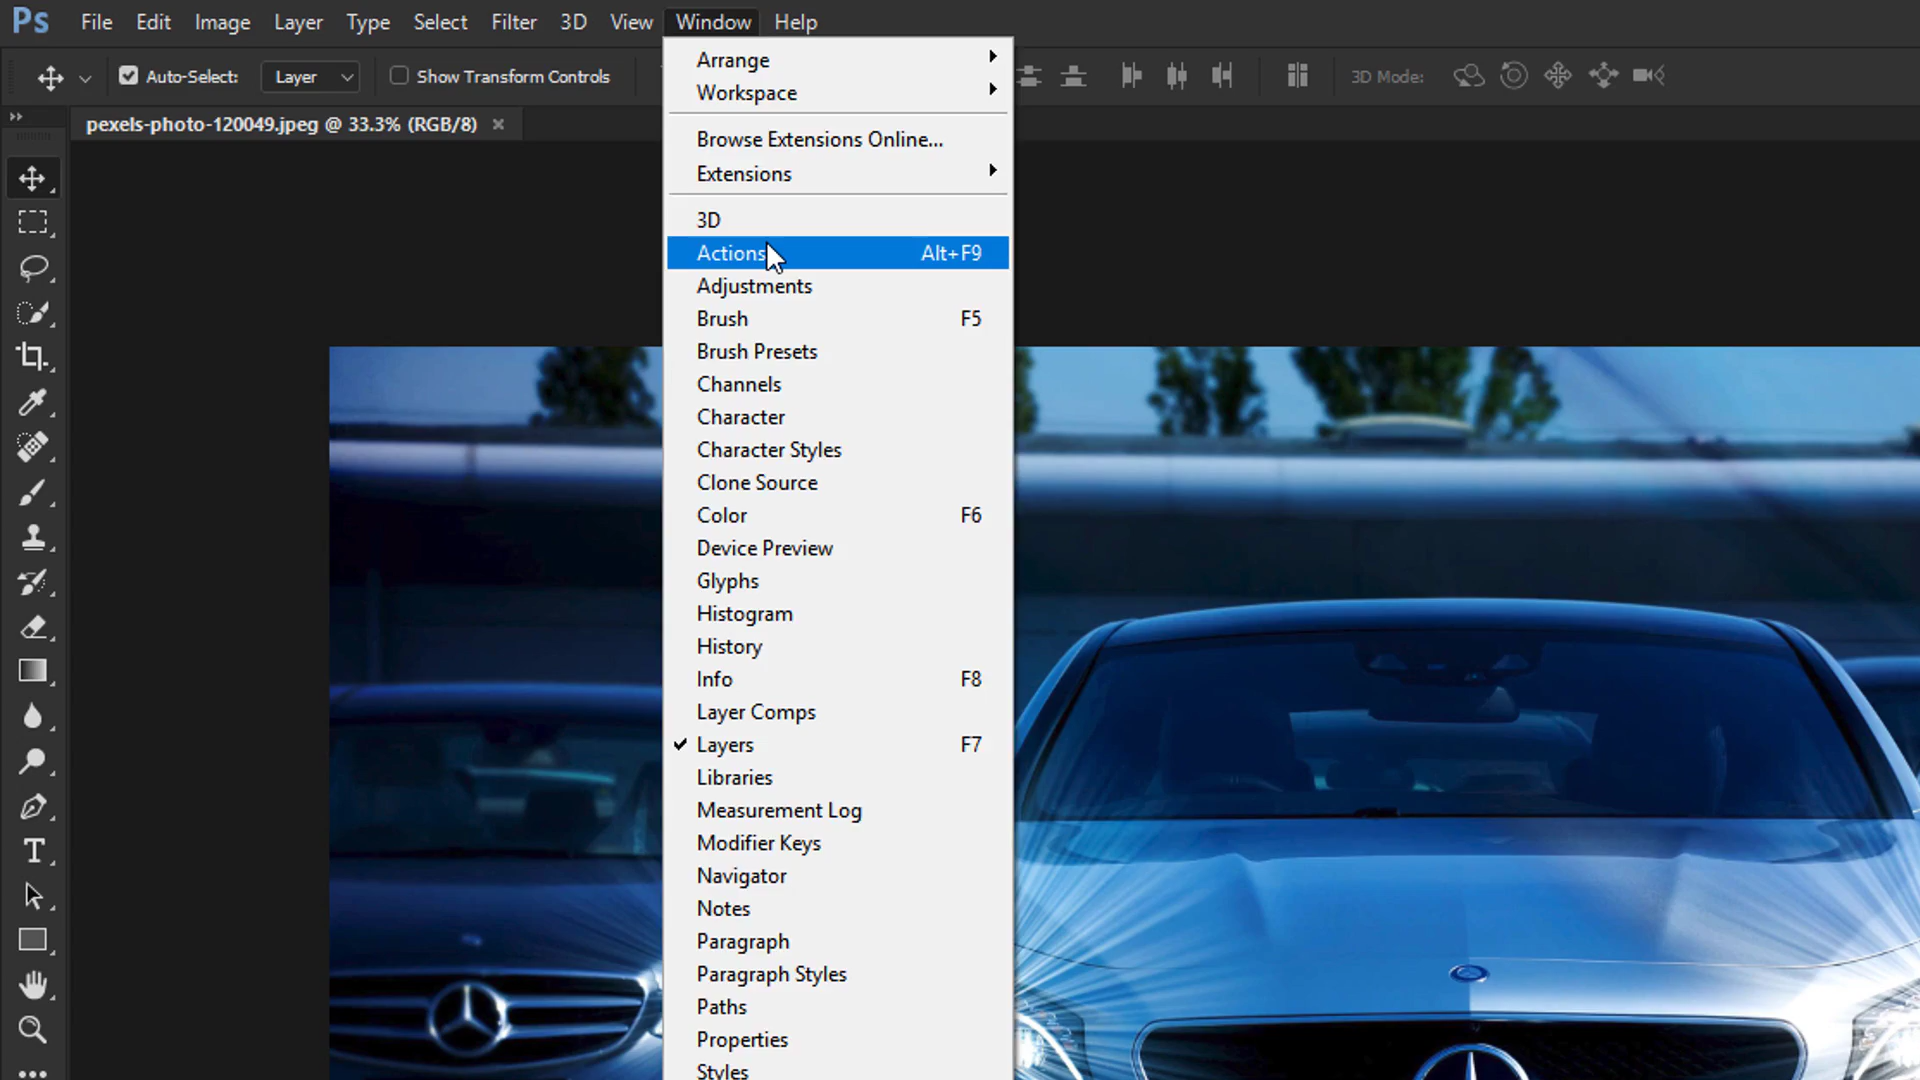 Ps File Edit Image Layer Type Select Filter 3D View Window Help
Auto-Select: Layer Show Transform Controls 3D Mode:
pexels-photo-120049.jpeg @ 33.3% (RGB/8) ×
Arrange
Workspace
Browse Extensions Online...
Extensions
3D
Actions Alt+F9
Adjustments
Brush F5
Brush Presets
Channels
Character
Character Styles
Clone Source
Color F6
Device Preview
Glyphs
Histogram
History
Info F8
Layer Comps
Layers F7
Libraries
Measurement Log
Modifier Keys
Navigator
Notes
Paragraph
Paragraph Styles
Paths
Properties
Styles